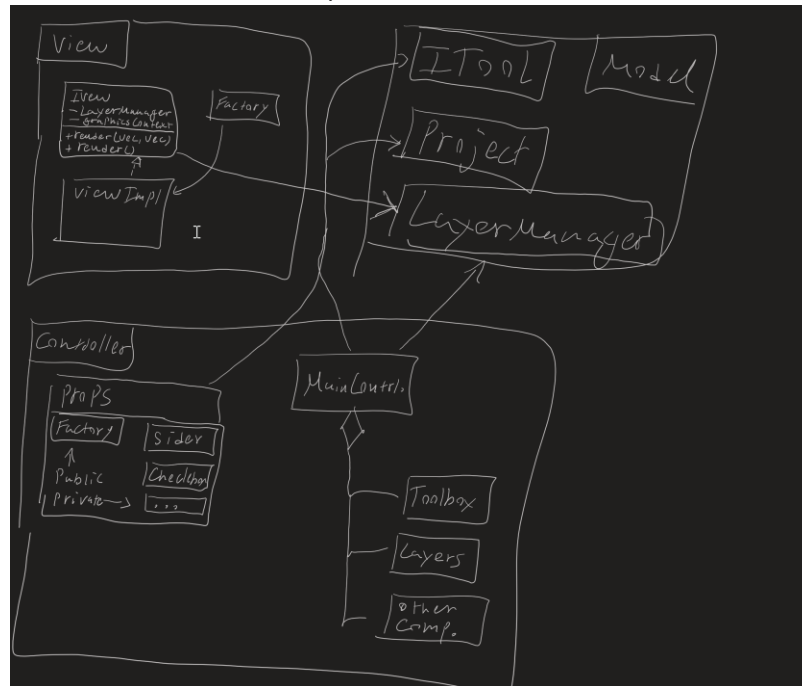 View
IView
- LayerManager
- GraphicsContext
+ render(vec, vec)
+ render()
Factory
ViewImpl
ITool
Model
Project
LayerManager
Controller
Props
Factory
Public
Private
Slider
Checkbox
...
MainContrl.
Toolbox
Layers
other
comp.